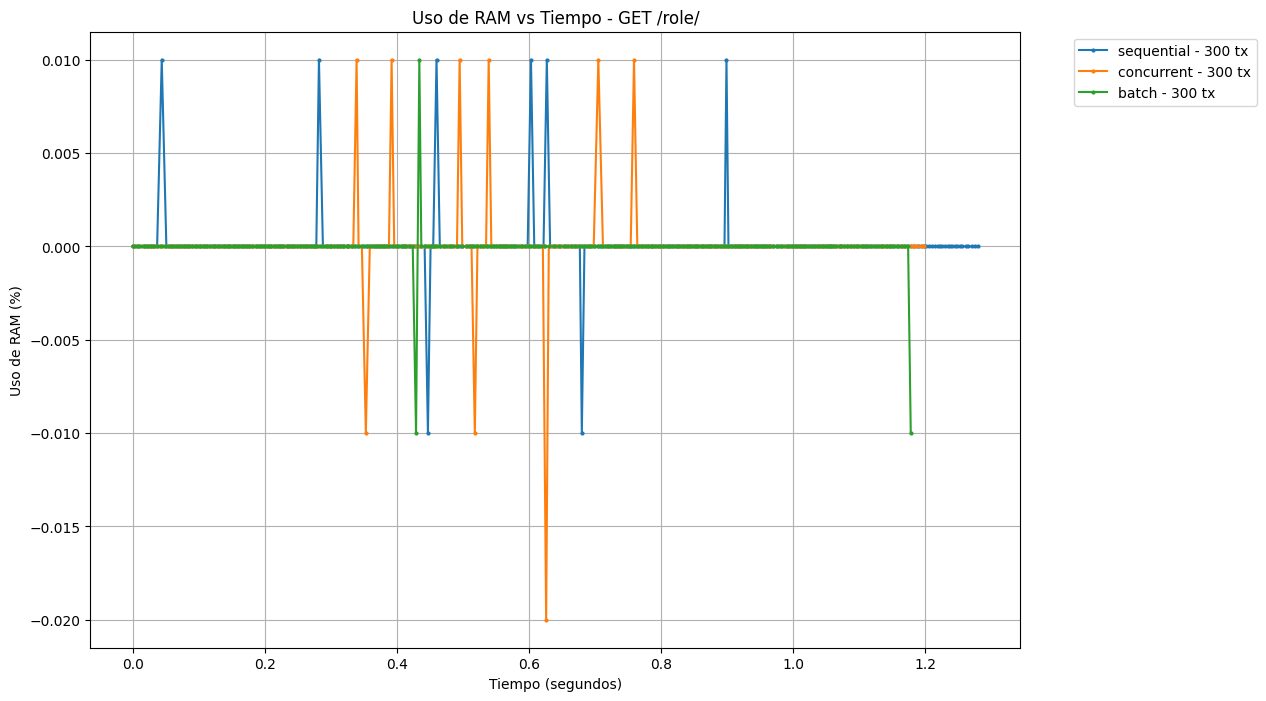 Uso de RAM vs Tiempo - GET /role/
sequential - 300 tx
concurrent - 300 tx
batch - 300 tx
Uso de RAM (%)
0.010
0.005
0.000
−0.005
−0.010
−0.015
−0.020
0.0 0.2 0.4 0.6 0.8 1.0 1.2
Tiempo (segundos)